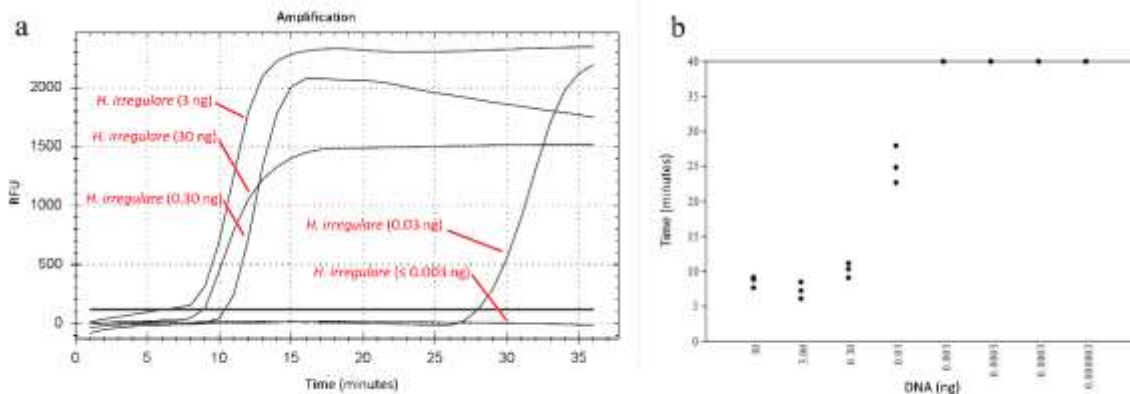 a
Amplification
2000
1500
1000
500
0
RFU
H. irregulare (3 ng)
H. irregulare (30 ng)
H. irregulare (0.30 ng)
H. irregulare (0.03 ng)
H. irregulare (≤ 0.003 ng)
0 5 10 15 20 25 30 35
Time (minutes)
b
40
35
30
25
20
15
10
5
0
Time (minutes)
30 3.00 0.30 0.03 0.003 0.0003 0.0003 0.000003
DNA (ng)